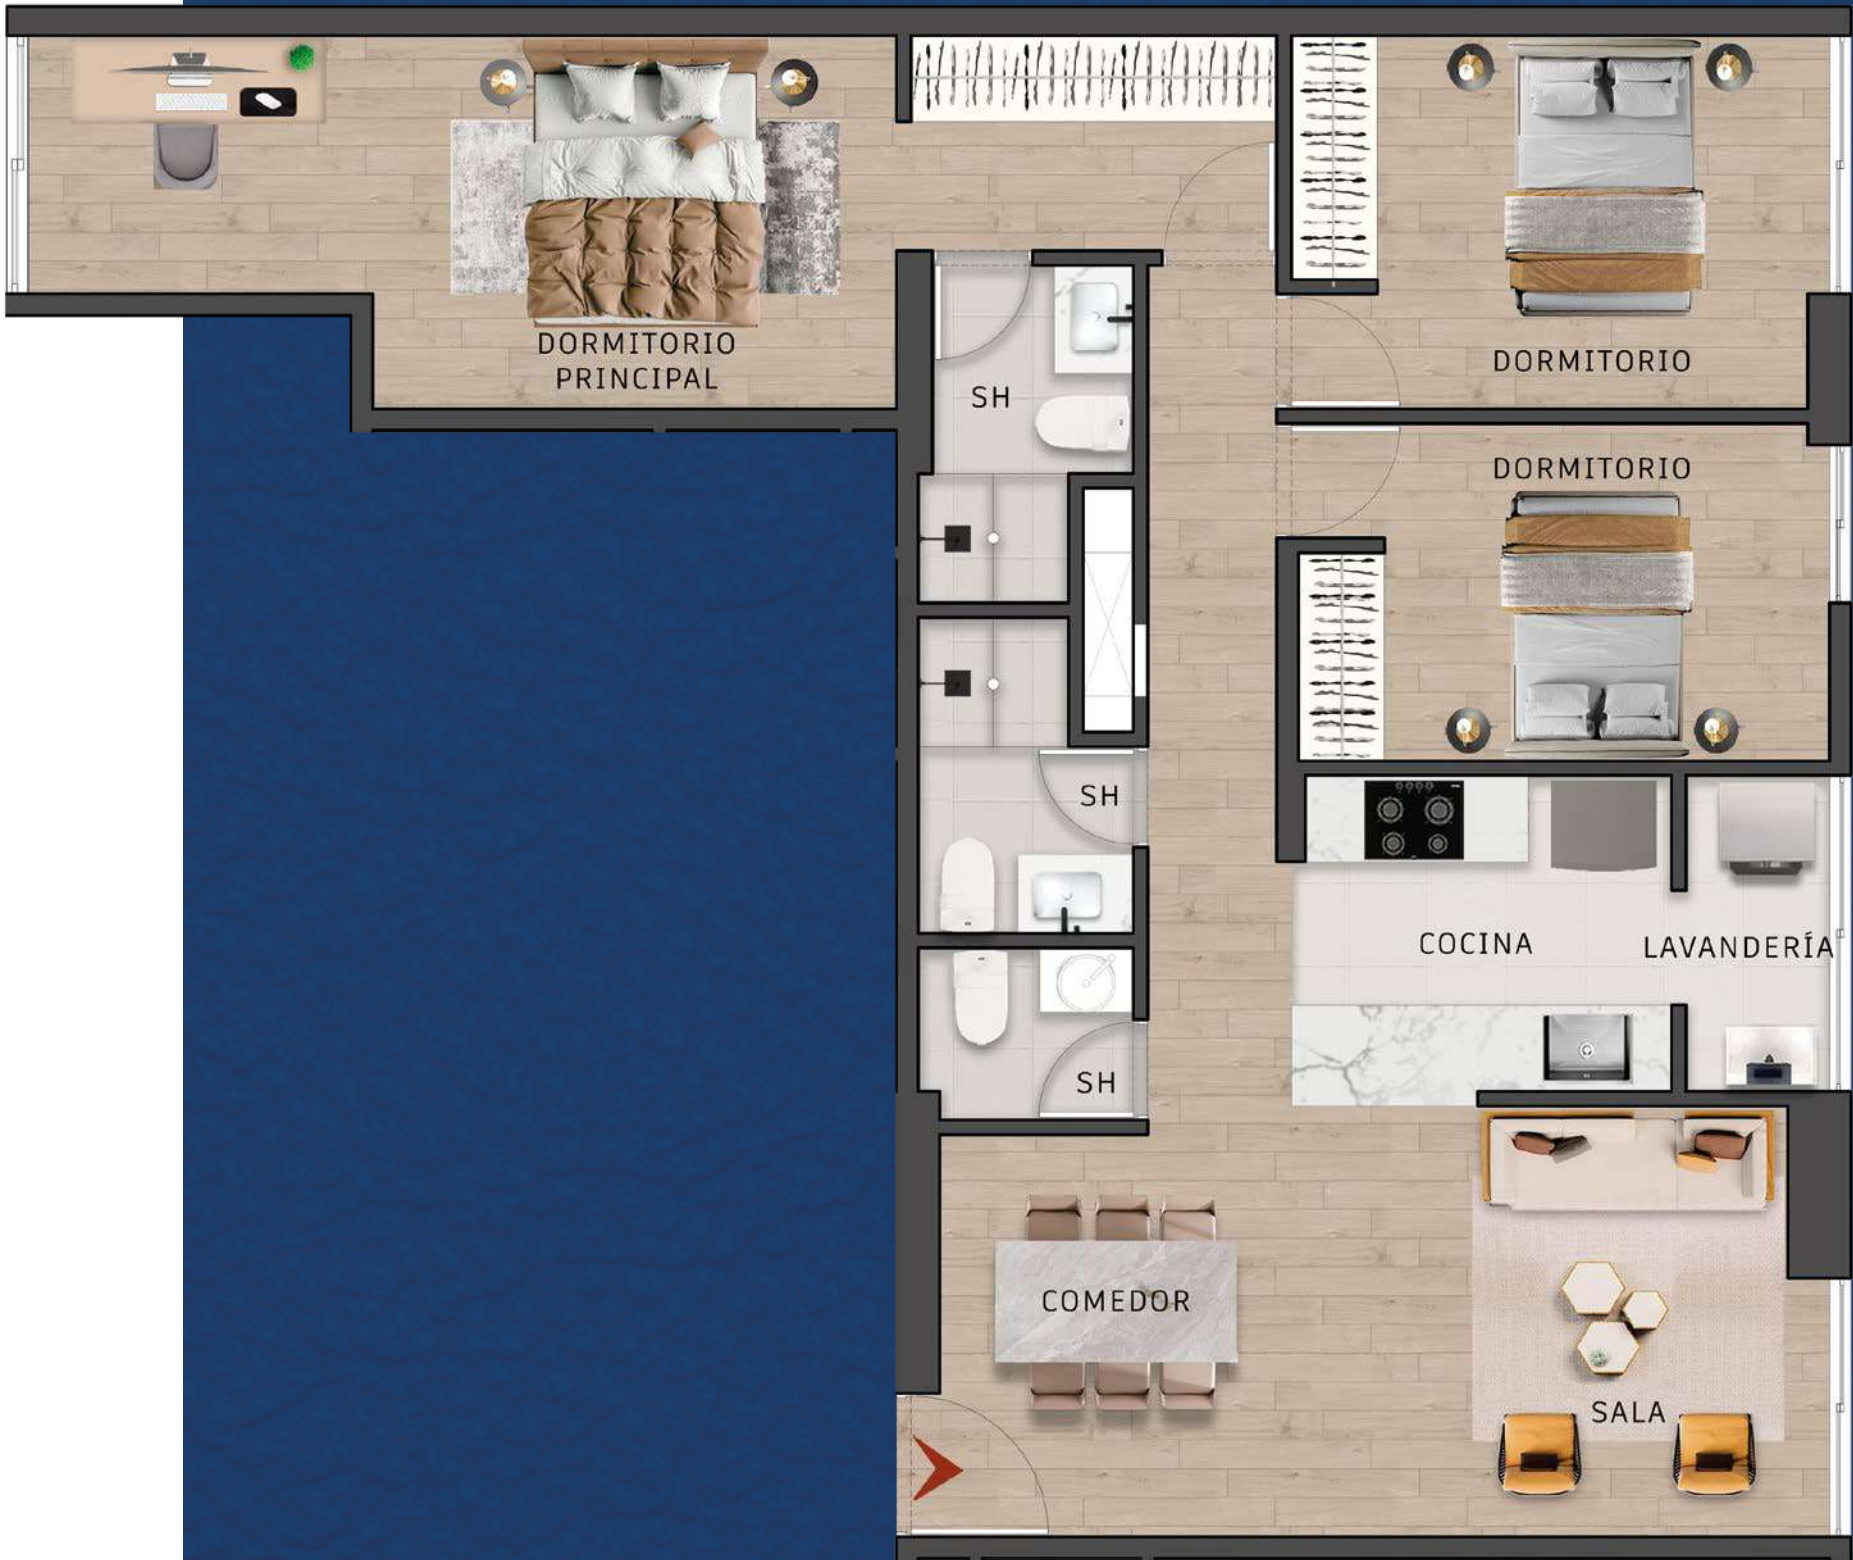 DORMITORIO
PRINCIPAL
SH
DORMITORIO
DORMITORIO
SH
COCINA
LAVANDERÍA
SH
COMEDOR
SALA